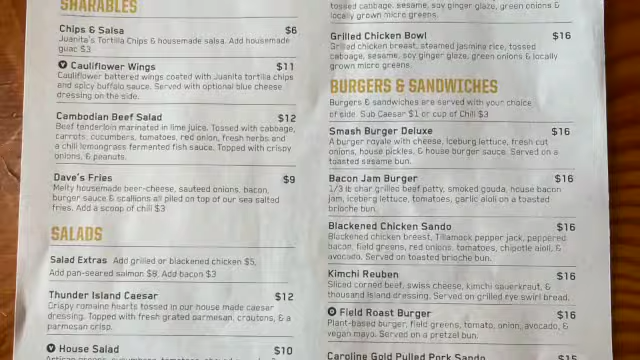 SHARABLES
Chips & Salsa $6
Juanita's Tortilla Chips & housemade salsa. Add housemade
guac $3
V Cauliflower Wings $11
Cauliflower battered wings coated with Juanita tortilla chips
and spicy buffalo sauce. Served with optional blue cheese
dressing on the side.
Cambodian Beef Salad $12
Beef tenderloin marinated in lime juice. Tossed with cabbage,
carrots, cucumbers, tomatoes, red onion, fresh herbs and
a chili lemongrass fermented fish sauce. Topped with crispy
onions, & peanuts.
Dave's Fries $9
Melty housemade beer-cheese, sauteed onions, bacon,
burger sauce & scallions all piled on top of our sea salted
fries. Add a scoop of chili $3
SALADS
Salad Extras Add grilled or blackened chicken $5,
Add pan-seared salmon $8, Add bacon $3
Thunder Island Caesar $12
Crispy romaine hearts tossed in our house made caesar
dressing. Topped with fresh grated parmesan, croutons, & a
parmesan crisp.
V House Salad $10
tossed cabbage, sesame, soy ginger glaze, green onions &
locally grown micro greens.
Grilled Chicken Bowl $16
Grilled chicken breast, steamed jasmine rice, tossed
cabbage, sesame, soy ginger glaze, green onions & locally
grown micro greens.
BURGERS & SANDWICHES
Burgers & sandwiches are served with your choice
of side. Sub Caesar $1 or cup of Chili $3
Smash Burger Deluxe $16
A burger royale with cheese, Iceberg lettuce, fresh cut
onions, house pickles, & house burger sauce. Served on a
toasted sesame bun.
Bacon Jam Burger $16
1/3 lb char grilled beef patty, smoked gouda, house bacon
jam, iceberg lettuce, tomatoes, garlic aioli on a toasted
brioche bun.
Blackened Chicken Sando $16
Blackened chicken breast, Tillamook pepper jack, peppered
bacon, field greens, red onions, tomatoes, chipotle aioli, &
avocado. Served on toasted brioche bun.
Kimchi Reuben $16
Sliced corned beef, swiss cheese, kimchi sauerkraut, &
thousand island dressing. Served on grilled rye swirl bread.
V Field Roast Burger $16
Plant-based burger, field greens, tomato, onion, avocado, &
vegan mayo. Served on a pretzel bun.
Caroline Gold Pulled Pork Sando $15